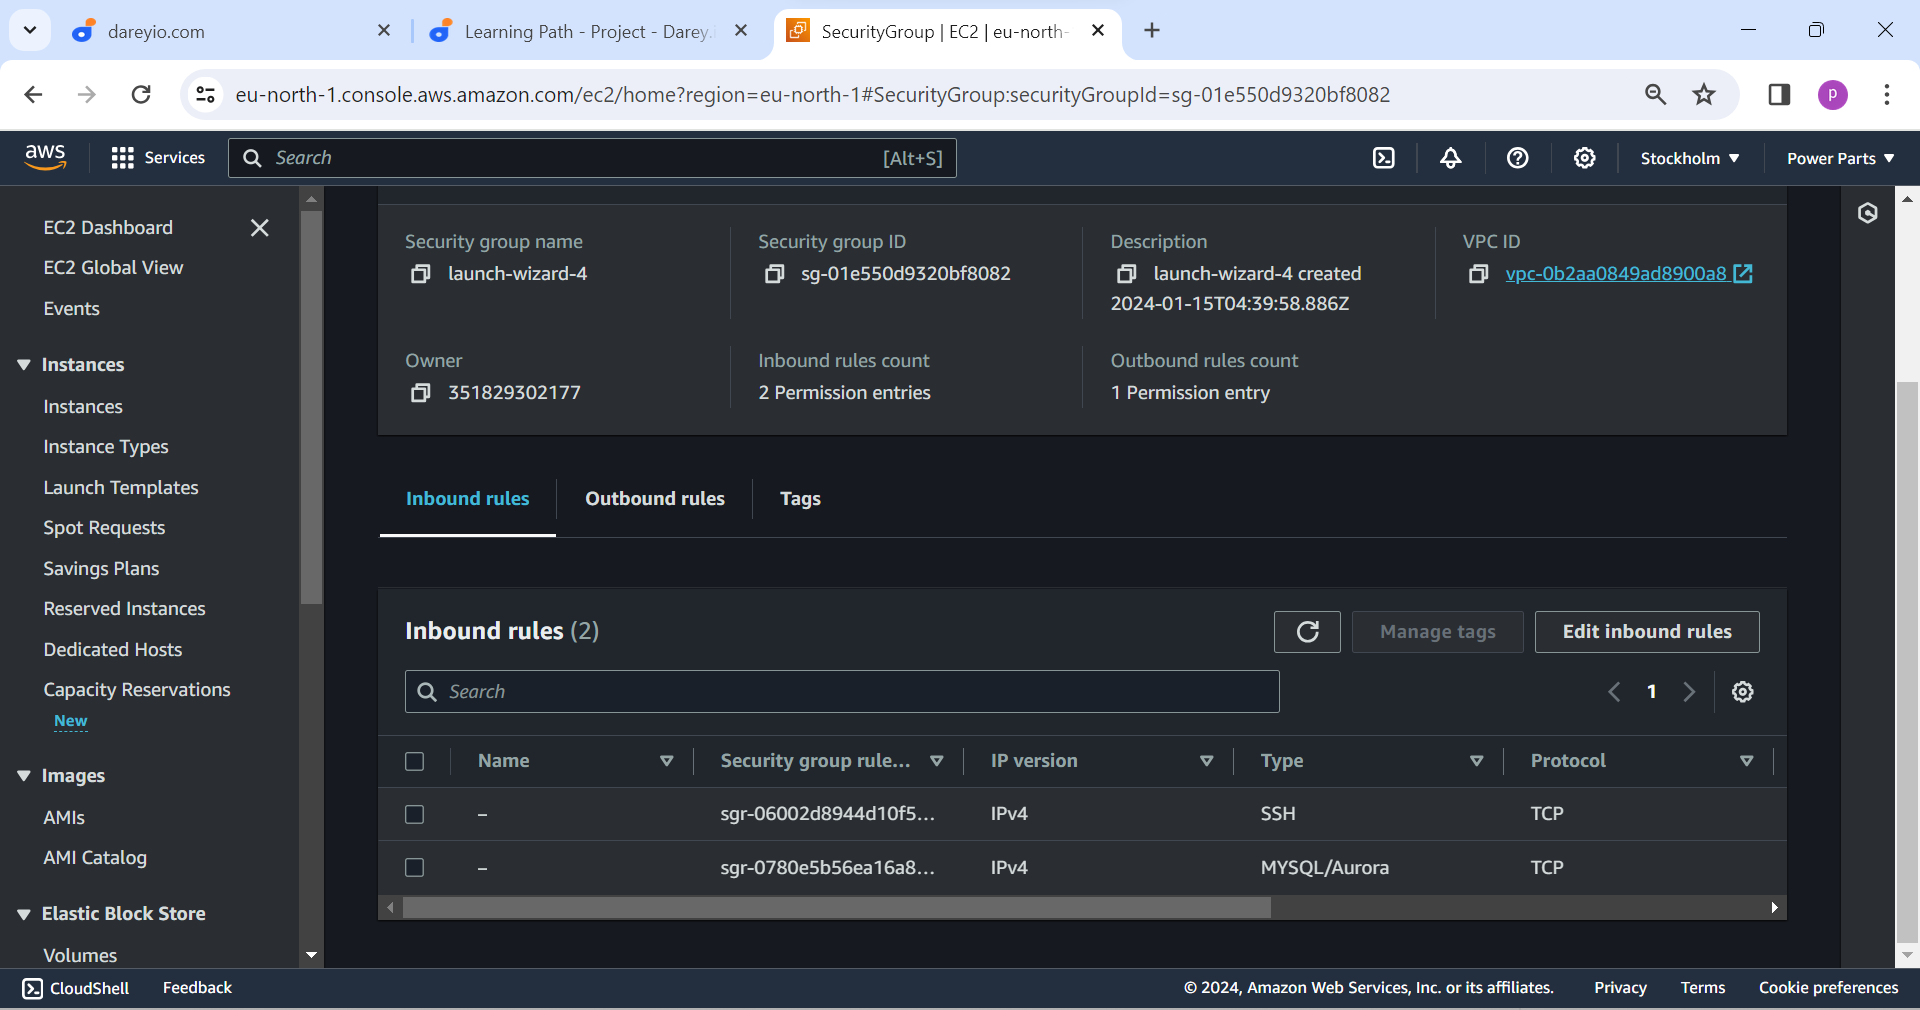 dareyio.com
Learning Path - Project - Darey.
SecurityGroup | EC2 | eu-north-
eu-north-1.console.aws.amazon.com/ec2/home?region=eu-north-1#SecurityGroup:securityGroupId=sg-01e550d9320bf8082
p
aws
Services
Search
[Alt+S]
Stockholm
Power Parts
EC2 Dashboard
EC2 Global View
Events
Instances
Instances
Instance Types
Launch Templates
Spot Requests
Savings Plans
Reserved Instances
Dedicated Hosts
Capacity Reservations
New
Images
AMIs
AMI Catalog
Elastic Block Store
Volumes
Security group name
launch-wizard-4
Security group ID
sg-01e550d9320bf8082
Description
launch-wizard-4 created
2024-01-15T04:39:58.886Z
VPC ID
vpc-0b2aa0849ad8900a8
Owner
351829302177
Inbound rules count
2 Permission entries
Outbound rules count
1 Permission entry
Inbound rules
Outbound rules
Tags
Inbound rules (2)
Manage tags
Edit inbound rules
Search
1
Name
Security group rule...
IP version
Type
Protocol
– sgr-06002d8944d10f5... IPv4 SSH TCP
– sgr-0780e5b56ea16a8... IPv4 MYSQL/Aurora TCP
CloudShell
Feedback
© 2024, Amazon Web Services, Inc. or its affiliates.
Privacy
Terms
Cookie preferences